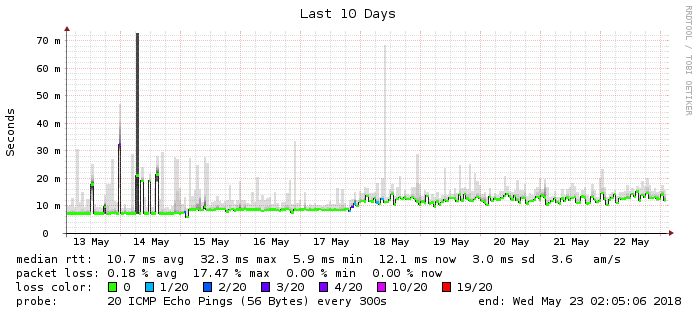 Last 10 Days
RRDTOOL / TOBI OETIKER
Seconds
70 m
60 m
50 m
40 m
30 m
20 m
10 m
0
13 May 14 May 15 May 16 May 17 May 18 May 19 May 20 May 21 May 22 May
median rtt: 10.7 ms avg 32.3 ms max 5.9 ms min 12.1 ms now 3.0 ms sd 3.6 am/s
packet loss: 0.18 % avg 17.47 % max 0.00 % min 0.00 % now
loss color: 0 1/20 2/20 3/20 4/20 10/20 19/20
probe: 20 ICMP Echo Pings (56 Bytes) every 300s end: Wed May 23 02:05:06 2018